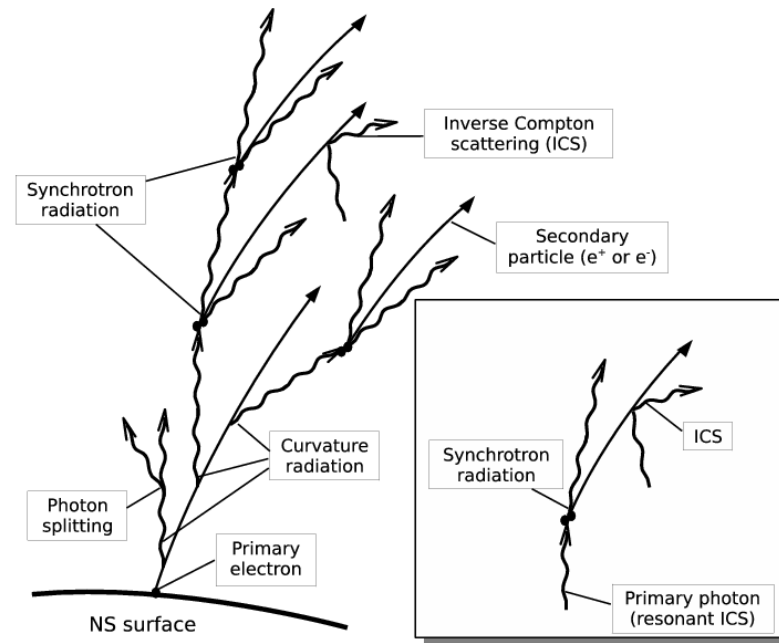 Inverse Compton
scattering (ICS)
Synchrotron
radiation
Secondary
particle (e⁺ or e⁻)
Curvature
radiation
Photon
splitting
Primary
electron
NS surface
ICS
Synchrotron
radiation
Primary photon
(resonant ICS)